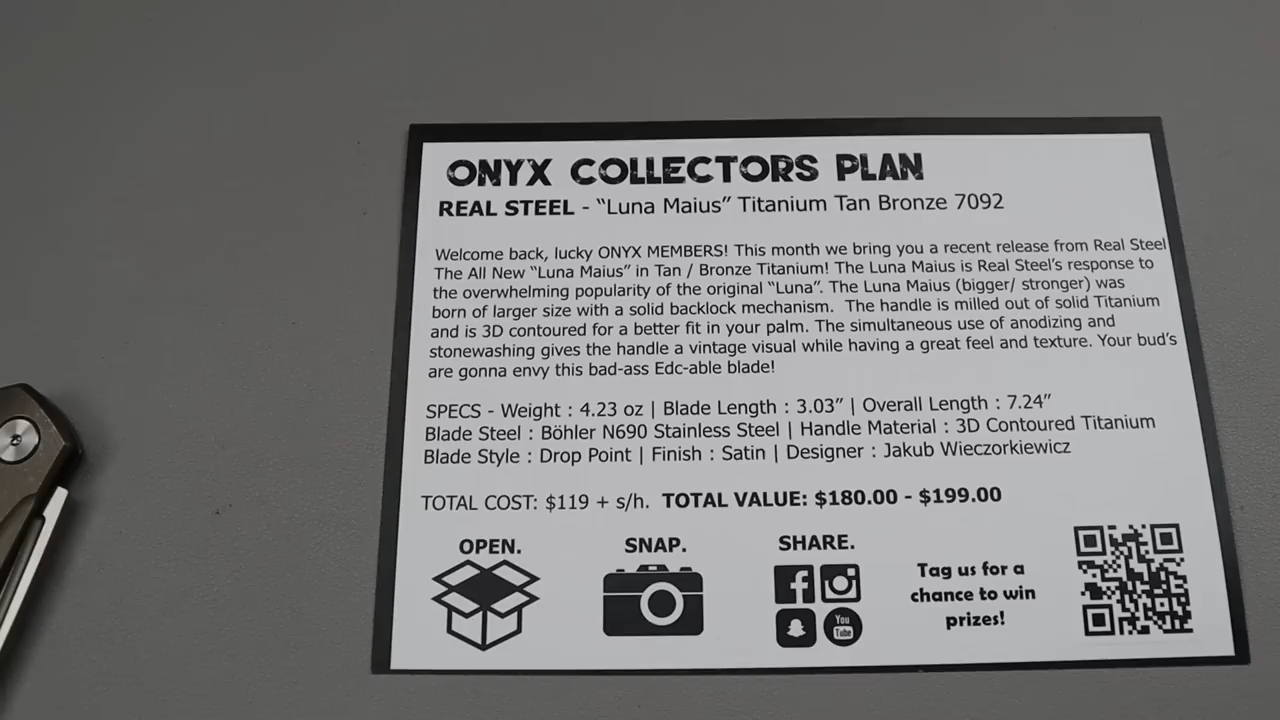 ONYX COLLECTORS PLAN
REAL STEEL - “Luna Maius” Titanium Tan Bronze 7092
Welcome back, lucky ONYX MEMBERS! This month we bring you a recent release from Real Steel
The All New “Luna Maius” in Tan / Bronze Titanium! The Luna Maius is Real Steel’s response to
the overwhelming popularity of the original “Luna”. The Luna Maius (bigger/ stronger) was
born of larger size with a solid backlock mechanism. The handle is milled out of solid Titanium
and is 3D contoured for a better fit in your palm. The simultaneous use of anodizing and
stonewashing gives the handle a vintage visual while having a great feel and texture. Your bud’s
are gonna envy this bad-ass Edc-able blade!
SPECS - Weight : 4.23 oz | Blade Length : 3.03” | Overall Length : 7.24”
Blade Steel : Böhler N690 Stainless Steel | Handle Material : 3D Contoured Titanium
Blade Style : Drop Point | Finish : Satin | Designer : Jakub Wieczorkiewicz
TOTAL COST: $119 + s/h. TOTAL VALUE: $180.00 - $199.00
OPEN.
SNAP.
SHARE.
You
Tube
Tag us for a
chance to win
prizes!